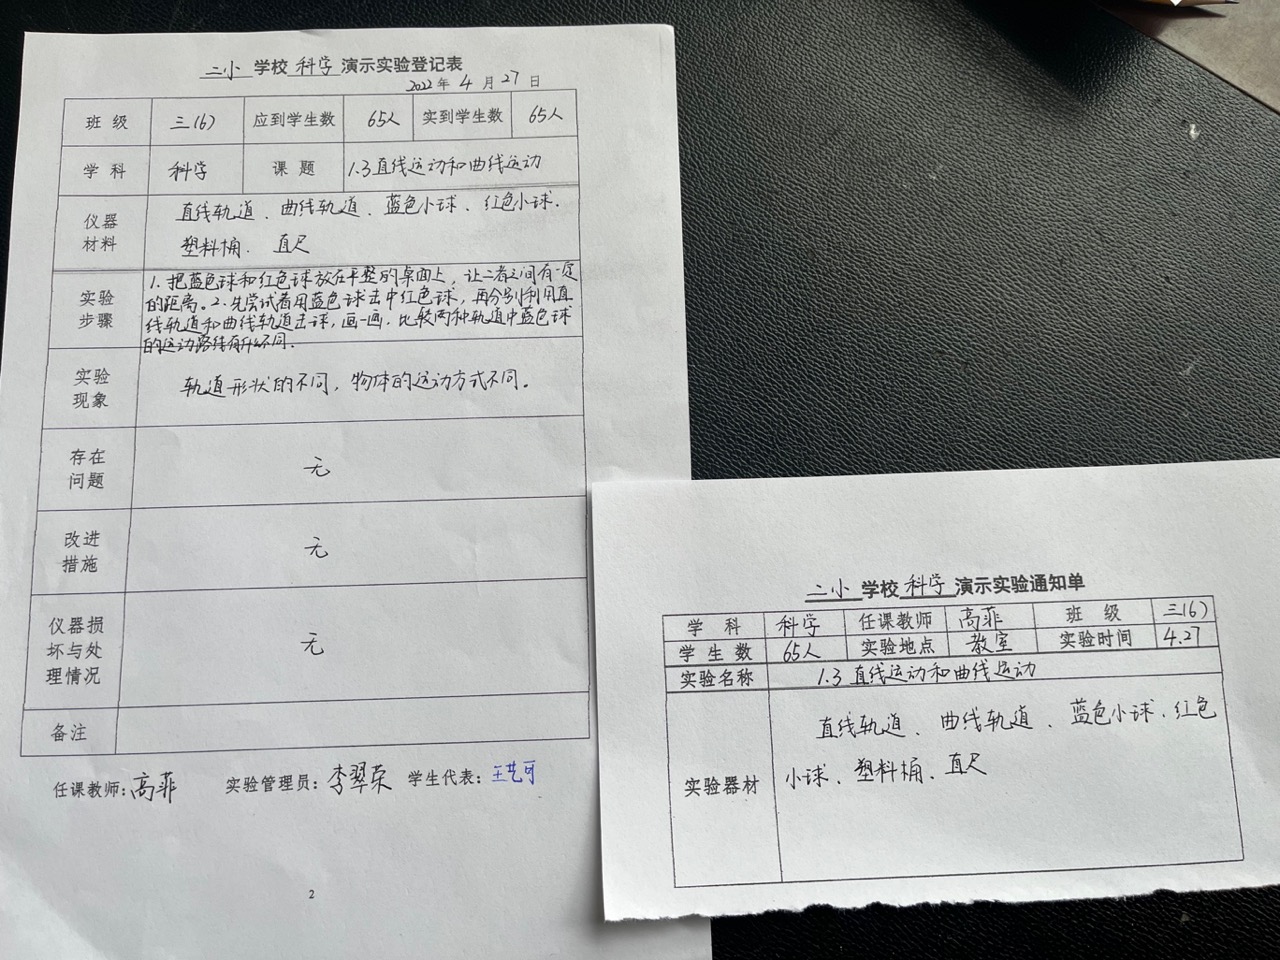 二小 学校 科学 演示实验登记表
2022年 4 月 27 日
班 级 三(6) 应到学生数 65人 实到学生数 65人
学 科 科学 课 题 1.3直线运动和曲线运动
仪器材料 直线轨道、曲线轨道、蓝色小球、红色小球、
塑料桶、直尺
实验步骤 1.把蓝色球和红色球放在平整的桌面上,让二者之间有一定
的距离。2.先尝试着用蓝色球击中红色球,再分别利用直
线轨道和曲线轨道击球,画一画,比较两种轨道中蓝色球
的运动路线有什么不同.
实验现象 轨道形状的不同,物体的运动方式不同。
存在问题 无
改进措施 无
仪器损坏与处理情况 无
备注
任课教师:高菲 实验管理员:李翠荣 学生代表:王艺可
2
二小 学校 科学 演示实验通知单
学 科 科学 任课教师 高菲 班 级 三(6)
学 生 数 65人 实验地点 教室 实验时间 4.27
实验名称 1.3 直线运动和曲线运动
实验器材 直线轨道、曲线轨道、蓝色小球、红色
小球、塑料桶、直尺